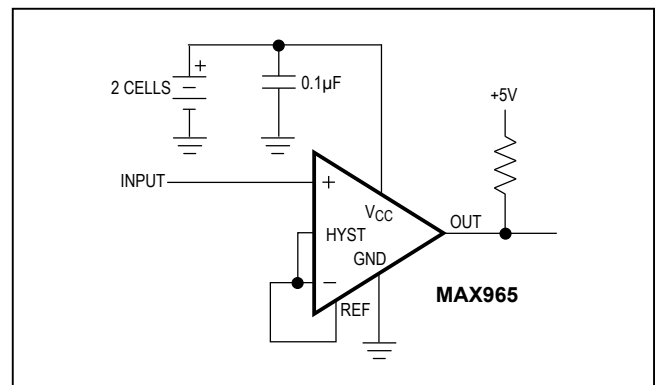 +
2 CELLS
0.1µF
+5V
INPUT
+
VCC
OUT
HYST
GND
−
REF
MAX965